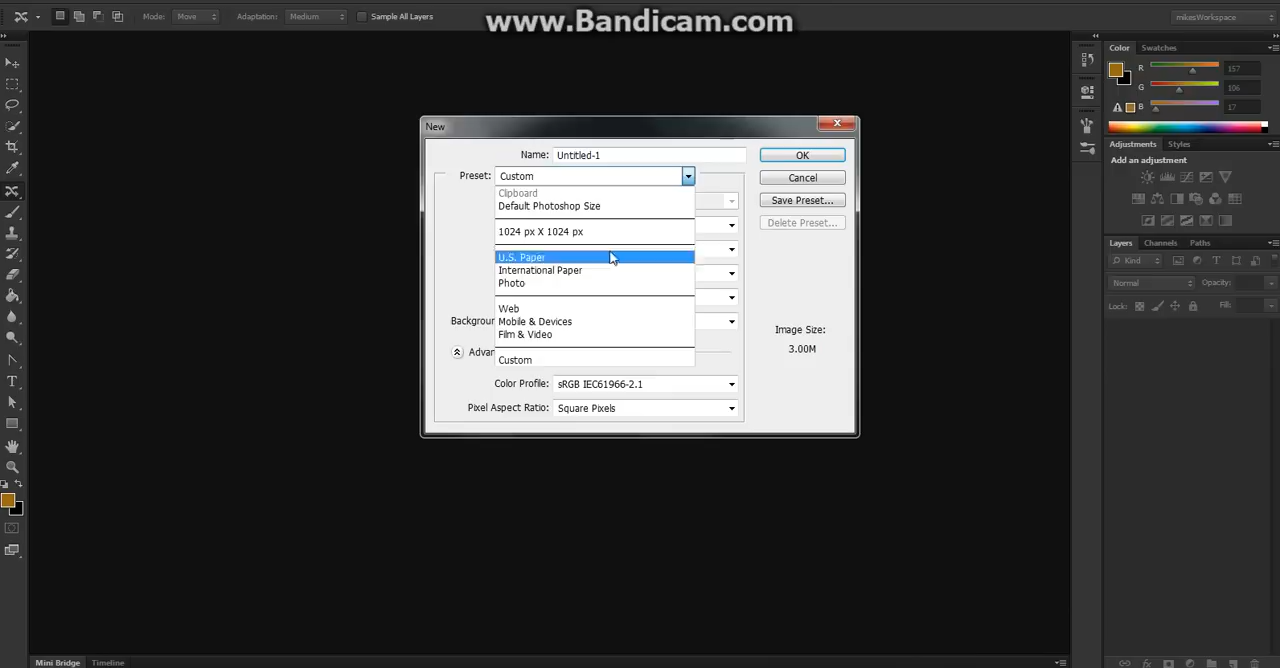 Mode: Move Adaptation: Medium Sample All Layers www.Bandicam.com mikesWorkspace
Color Swatches
R 157
G 106
B 17
Adjustments Styles
Add an adjustment
Layers Channels Paths
Kind
Normal Opacity:
Lock: Fill:
New
Name: Untitled-1 OK
Preset: Custom Cancel
Clipboard
Default Photoshop Size
Save Preset...
1024 px X 1024 px
Delete Preset...
U.S. Paper
International Paper
Photo
Web
Mobile & Devices
Film & Video
Backgroun
Image Size:
3.00M
Advan
Custom
Color Profile: sRGB IEC61966-2.1
Pixel Aspect Ratio: Square Pixels
Mini Bridge Timeline